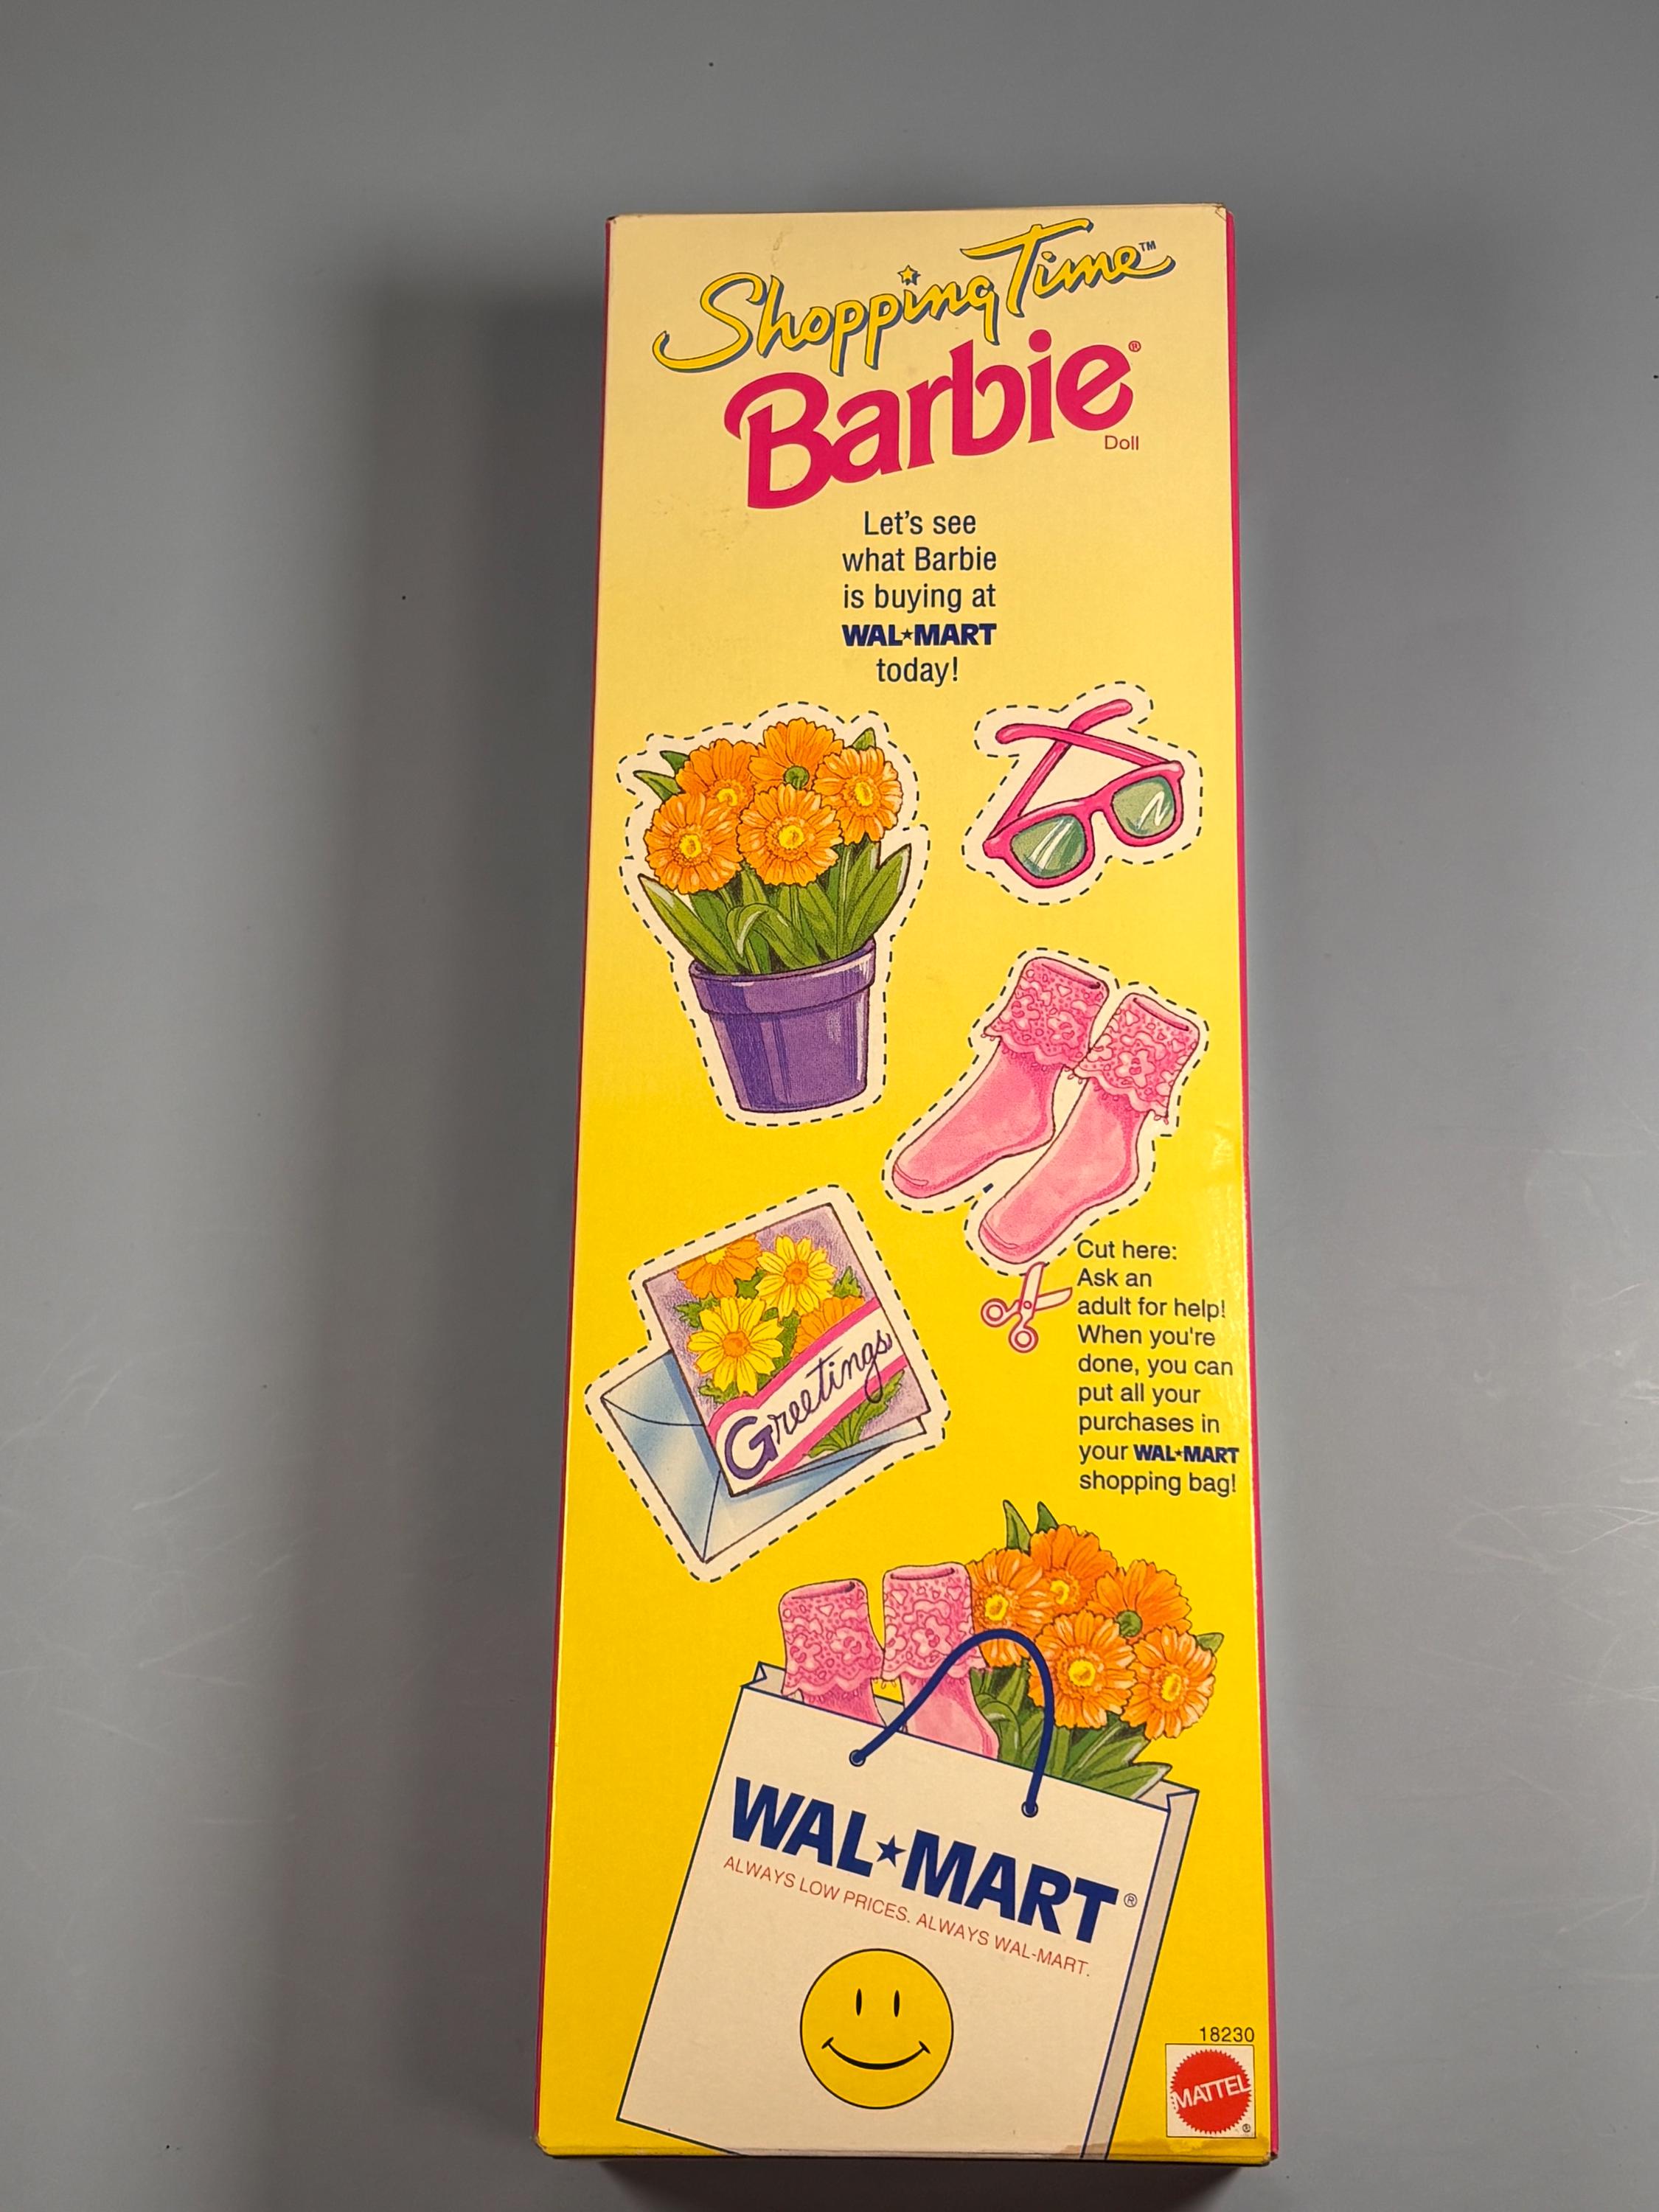 Shopping Time™
Barbie®
Doll
Let's see
what Barbie
is buying at
WAL★MART
today!
Greetings
Cut here:
Ask an
adult for help!
When you're
done, you can
put all your
purchases in
your WAL★MART
shopping bag!
WAL★MART®
ALWAYS LOW PRICES. ALWAYS WAL-MART.
18230
MATTEL®